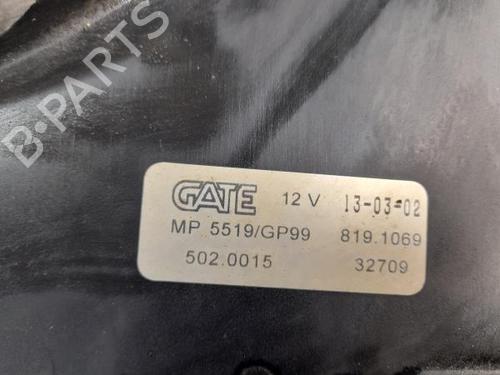 B-PARTS
GATE 12 V 13-03-02
MP 5519/GP99 819.1069
502.0015 32709